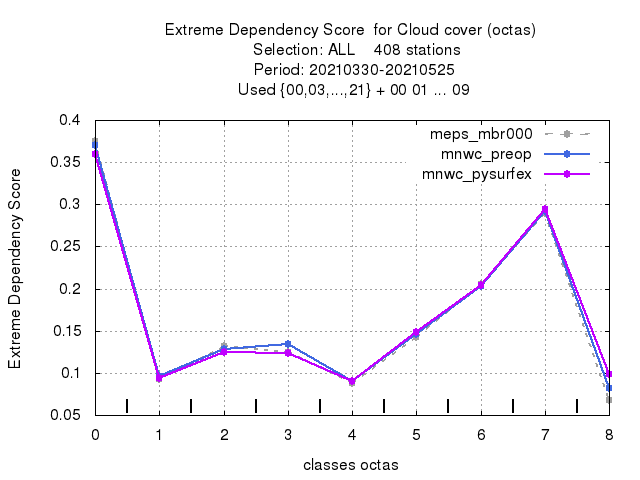 Extreme Dependency Score  for Cloud cover (octas)
Selection: ALL    408 stations
Period: 20210330-20210525
Used {00,03,...,21} + 00 01 ... 09
meps_mbr000
mnwc_preop
mnwc_pysurfex
Extreme Dependency Score
0.4
0.35
0.3
0.25
0.2
0.15
0.1
0.05
0 1 2 3 4 5 6 7 8
classes octas